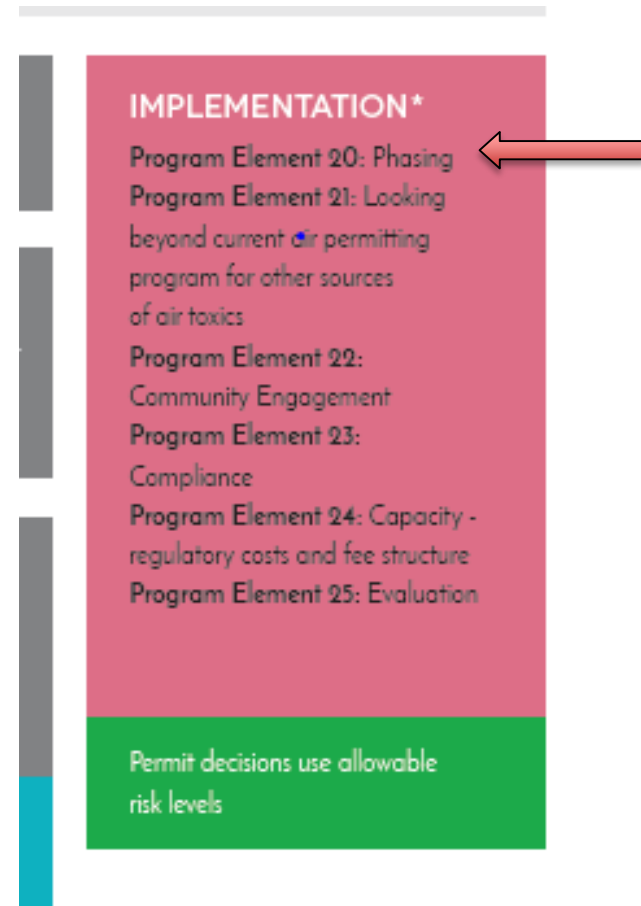 IMPLEMENTATION*
Program Element 20: Phasing
Program Element 21: Looking
beyond current air permitting
program for other sources
of air toxics
Program Element 22:
Community Engagement
Program Element 23:
Compliance
Program Element 24: Capacity -
regulatory costs and fee structure
Program Element 25: Evaluation
Permit decisions use allowable
risk levels